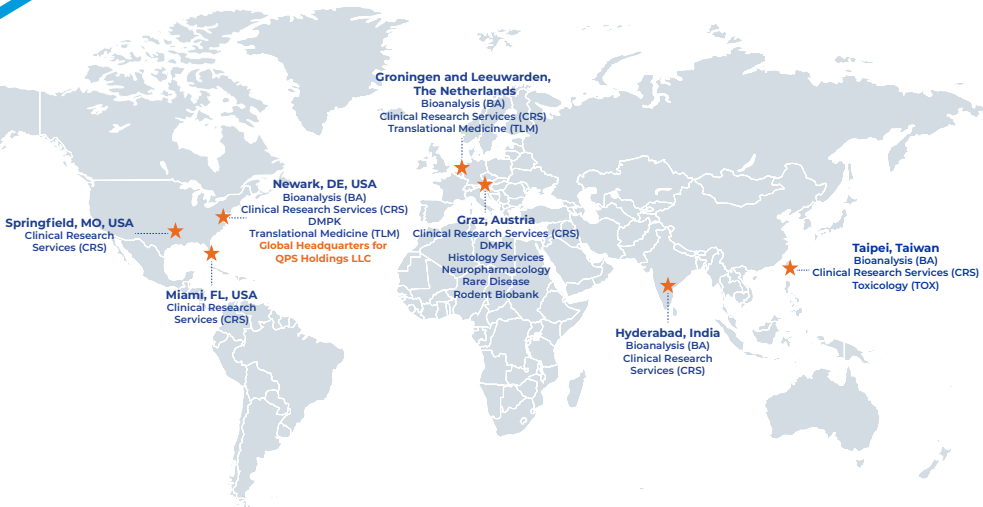 Groningen and Leeuwarden,
The Netherlands
Bioanalysis (BA)
Clinical Research Services (CRS)
Translational Medicine (TLM)
Newark, DE, USA
Bioanalysis (BA)
Clinical Research Services (CRS)
DMPK
Translational Medicine (TLM)
Global Headquarters for
QPS Holdings LLC
Springfield, MO, USA
Clinical Research
Services (CRS)
Miami, FL, USA
Clinical Research
Services (CRS)
Graz, Austria
Clinical Research Services (CRS)
DMPK
Histology Services
Neuropharmacology
Rare Disease
Rodent Biobank
Taipei, Taiwan
Bioanalysis (BA)
Clinical Research Services (CRS)
Toxicology (TOX)
Hyderabad, India
Bioanalysis (BA)
Clinical Research
Services (CRS)